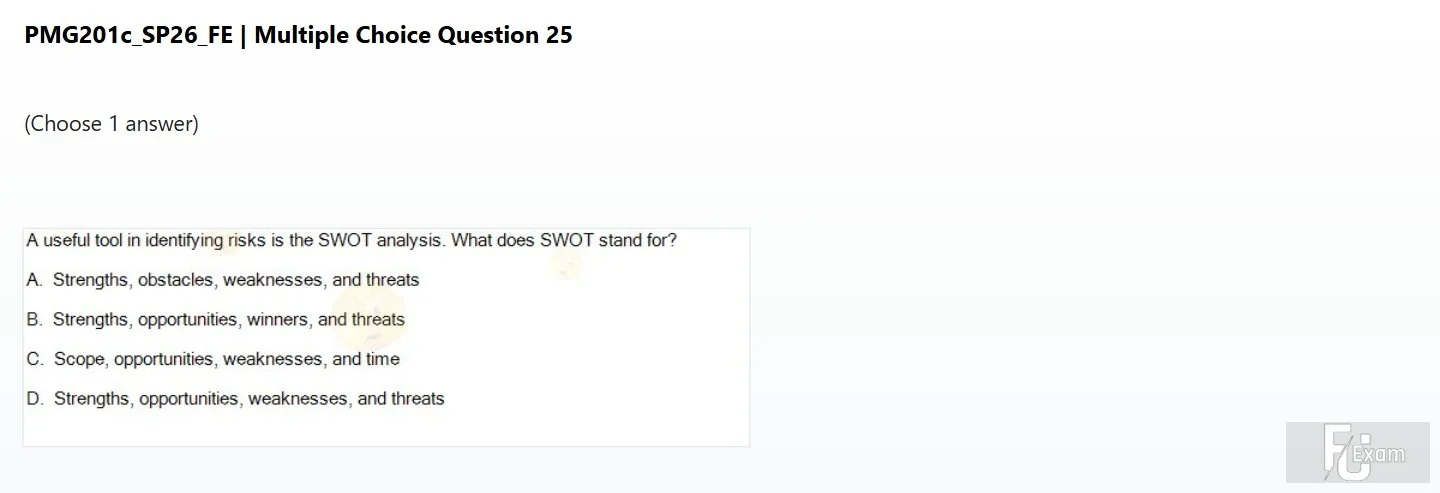 PMG201c_SP26_FE | Multiple Choice Question 25
(Choose 1 answer)
A useful tool in identifying risks is the SWOT analysis. What does SWOT stand for?
A. Strengths, obstacles, weaknesses, and threats
B. Strengths, opportunities, winners, and threats
C. Scope, opportunities, weaknesses, and time
D. Strengths, opportunities, weaknesses, and threats
FU Exam